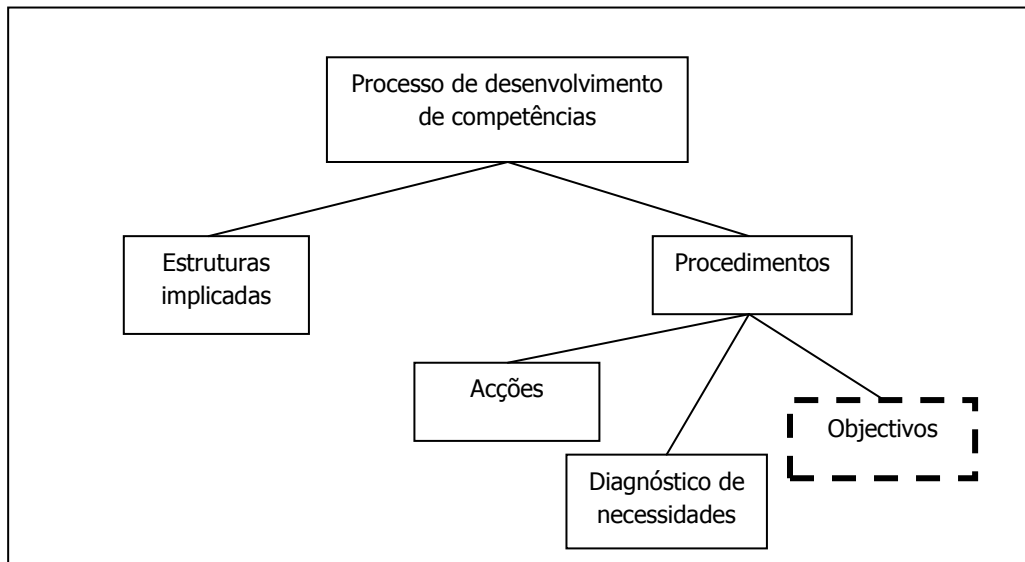 Processo de desenvolvimento
de competências
Estruturas
implicadas
Procedimentos
Acções
Objectivos
Diagnóstico de
necessidades